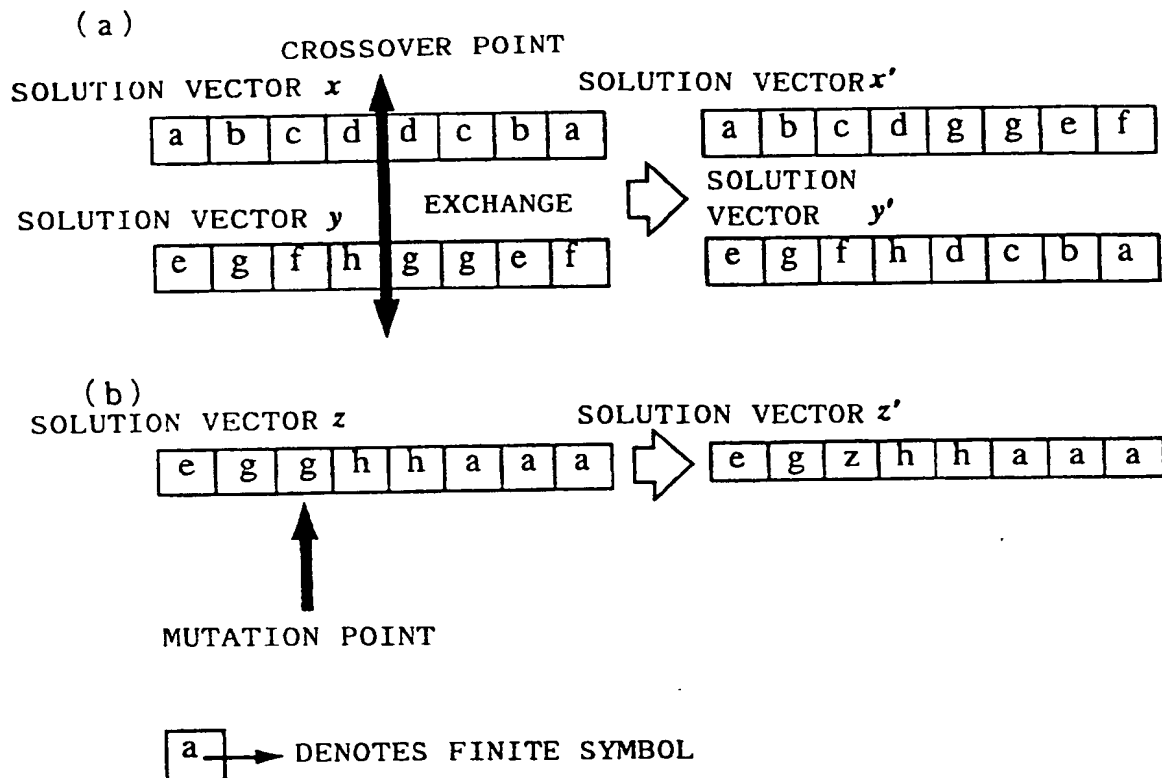 (a)
CROSSOVER POINT
SOLUTION VECTOR x
a b c d d c b a
SOLUTION VECTOR y
EXCHANGE
e g f h g g e f
SOLUTION VECTOR x'
a b c d g g e f
SOLUTION
VECTOR y'
e g f h d c b a
(b)
SOLUTION VECTOR z
e g g h h a a a
SOLUTION VECTOR z'
e g z h h a a a
MUTATION POINT
a DENOTES FINITE SYMBOL